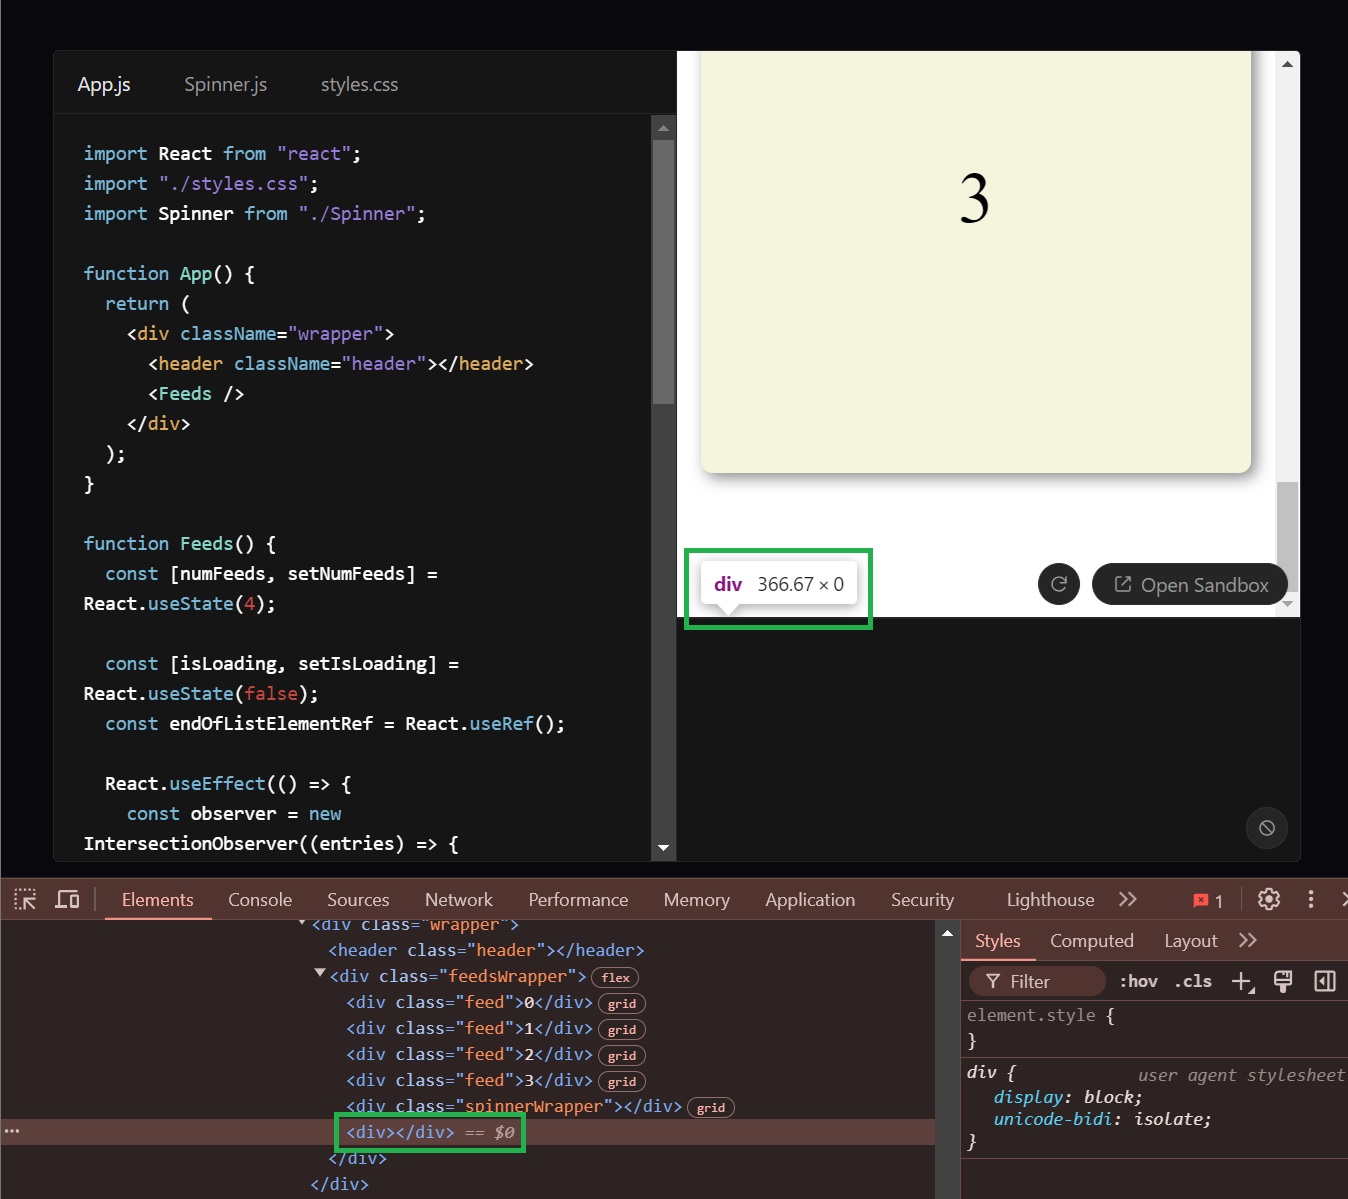 App.js Spinner.js styles.css
import React from "react";
import "./styles.css";
import Spinner from "./Spinner";
function App() {
return (
<div className="wrapper">
<header className="header"></header>
<Feeds />
</div>
);
}
function Feeds() {
const [numFeeds, setNumFeeds] =
React.useState(4);
const [isLoading, setIsLoading] =
React.useState(false);
const endOfListElementRef = React.useRef();
React.useEffect(() => {
const observer = new
IntersectionObserver((entries) => {
3
div 366.67 × 0
Open Sandbox
Elements Console Sources Network Performance Memory Application Security Lighthouse 1
<div class="wrapper">
<header class="header"></header>
<div class="feedsWrapper"> flex
<div class="feed">0</div> grid
<div class="feed">1</div> grid
<div class="feed">2</div> grid
<div class="feed">3</div> grid
<div class="spinnerWrapper"></div> grid
<div></div> == $0
</div>
</div>
Styles Computed Layout
Filter :hov .cls
element.style {
}
div { user agent stylesheet
display: block;
unicode-bidi: isolate;
}